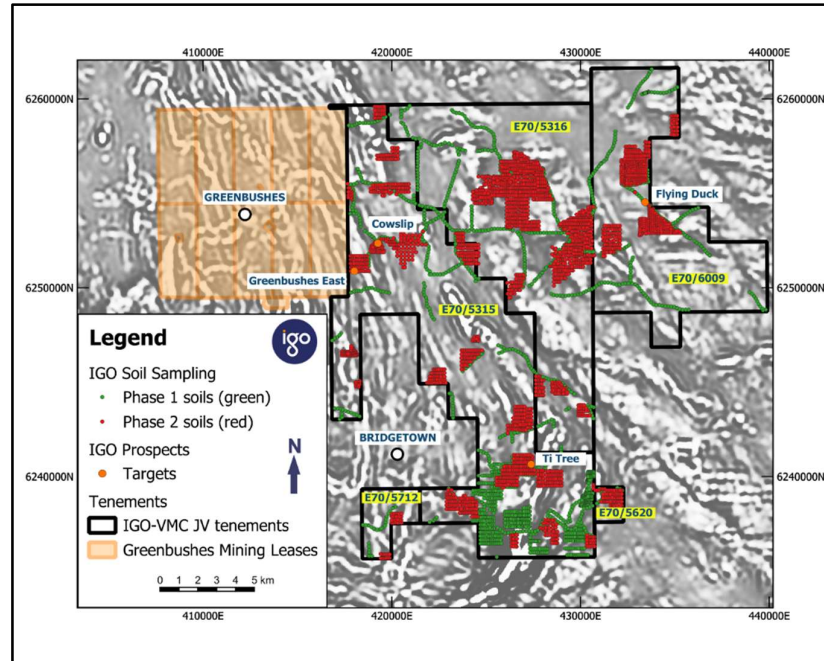 410000E 420000E 430000E 440000E
6260000N 6260000N
E70/5316
GREENBUSHES
Flying Duck
Cowslip
Greenbushes East
E70/6009
6250000N 6250000N
E70/5315
Legend
igo
IGO Soil Sampling
Phase 1 soils (green)
Phase 2 soils (red)
IGO Prospects
Targets
N
Tenements
IGO-VMC JV tenements
Greenbushes Mining Leases
0 1 2 3 4 5 km
BRIDGETOWN
Ti Tree
6240000N 6240000N
E70/5712
E70/5620
410000E 420000E 430000E 440000E